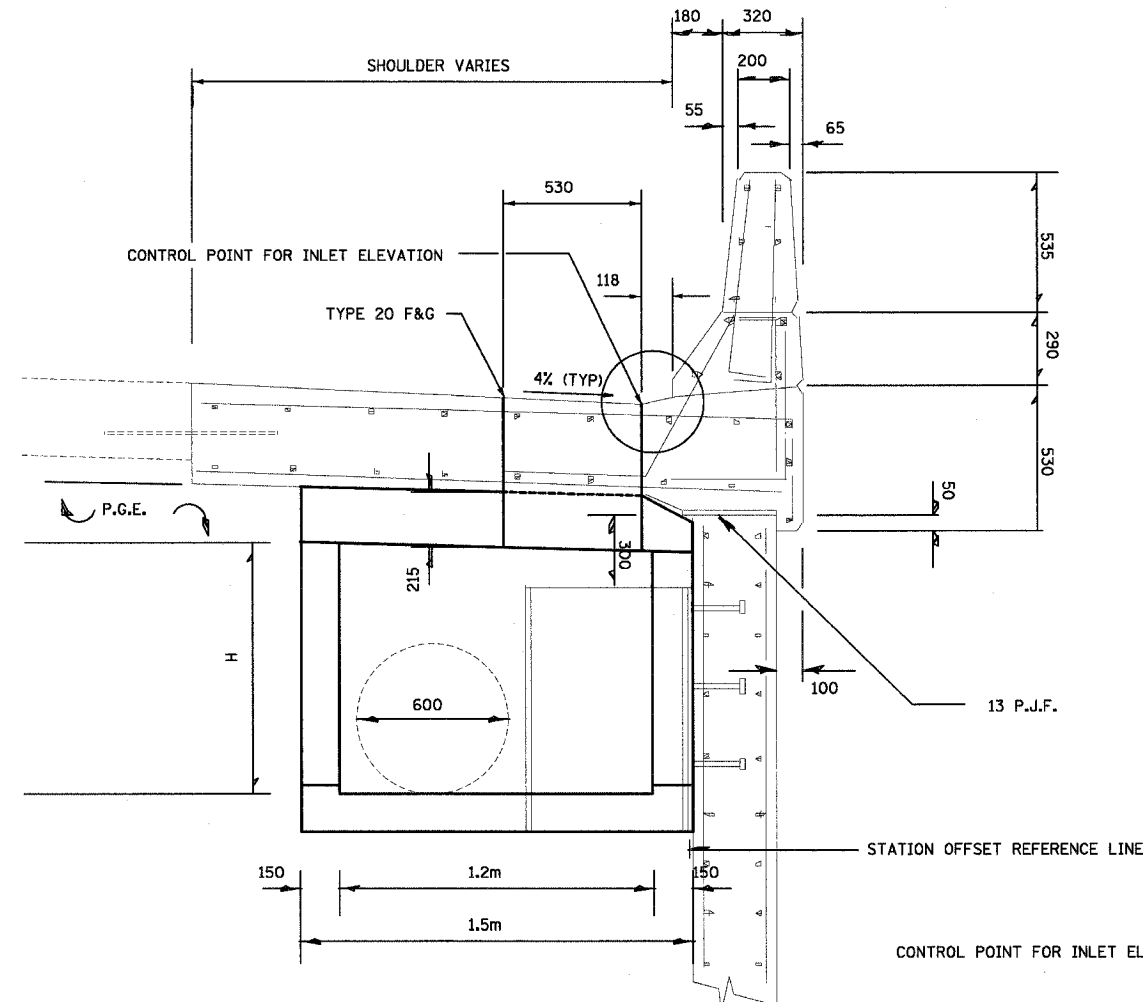 180
320
SHOULDER VARIES
200
55
65
530
535
CONTROL POINT FOR INLET ELEVATION
118
TYPE 20 F&G
290
4% (TYP)
530
50
P.G.E.
300
215
H
100
600
13 P.J.F.
STATION OFFSET REFERENCE LINE
150
1.2m
150
1.5m
CONTROL POINT FOR INLET EL